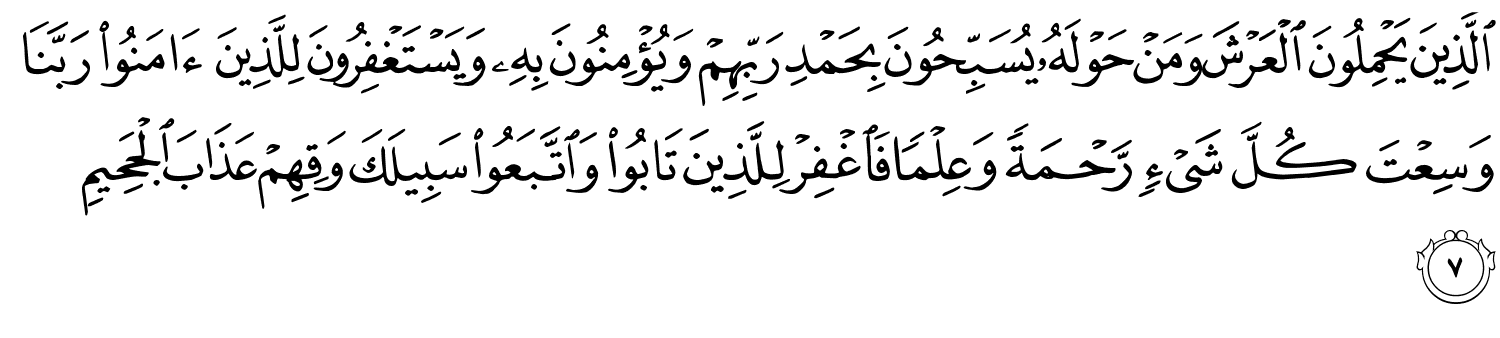 ٱلَّذِينَ يَحۡمِلُونَ ٱلۡعَرۡشَ وَمَنۡ حَوۡلَهُۥ يُسَبِّحُونَ بِحَمۡدِ رَبِّهِمۡ وَيُؤۡمِنُونَ بِهِۦ وَيَسۡتَغۡفِرُونَ لِلَّذِينَ ءَامَنُواْ رَبَّنَا
وَسِعۡتَ كُلَّ شَيۡءٖ رَّحۡمَةٗ وَعِلۡمٗا فَٱغۡفِرۡ لِلَّذِينَ تَابُواْ وَٱتَّبَعُواْ سَبِيلَكَ وَقِهِمۡ عَذَابَ ٱلۡجَحِيمِ
٧